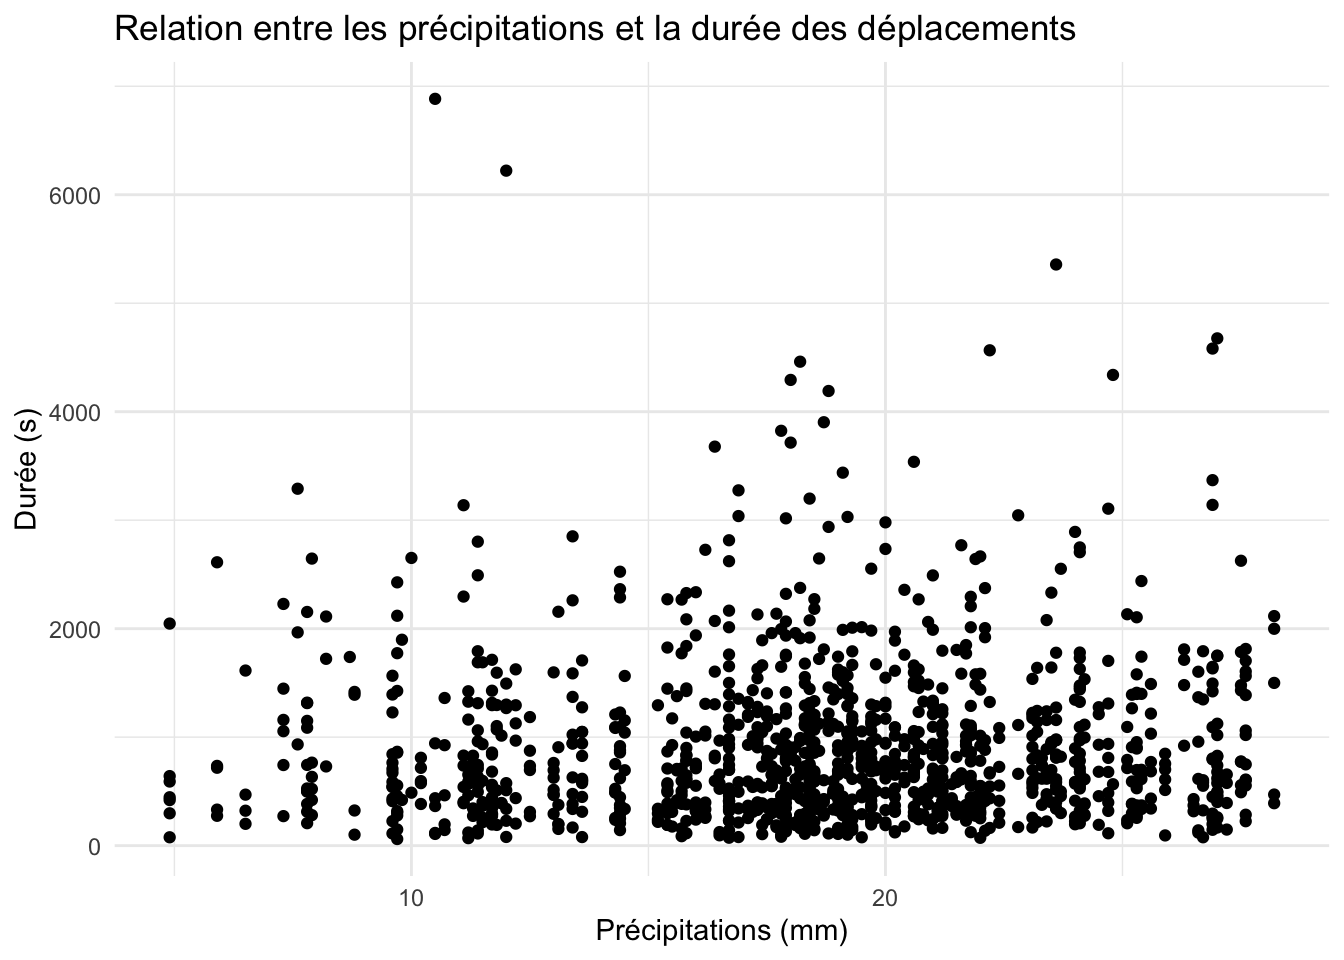 Relation entre les précipitations et la durée des déplacements
6000
4000
2000
0
Durée (s)
10
20
Précipitations (mm)